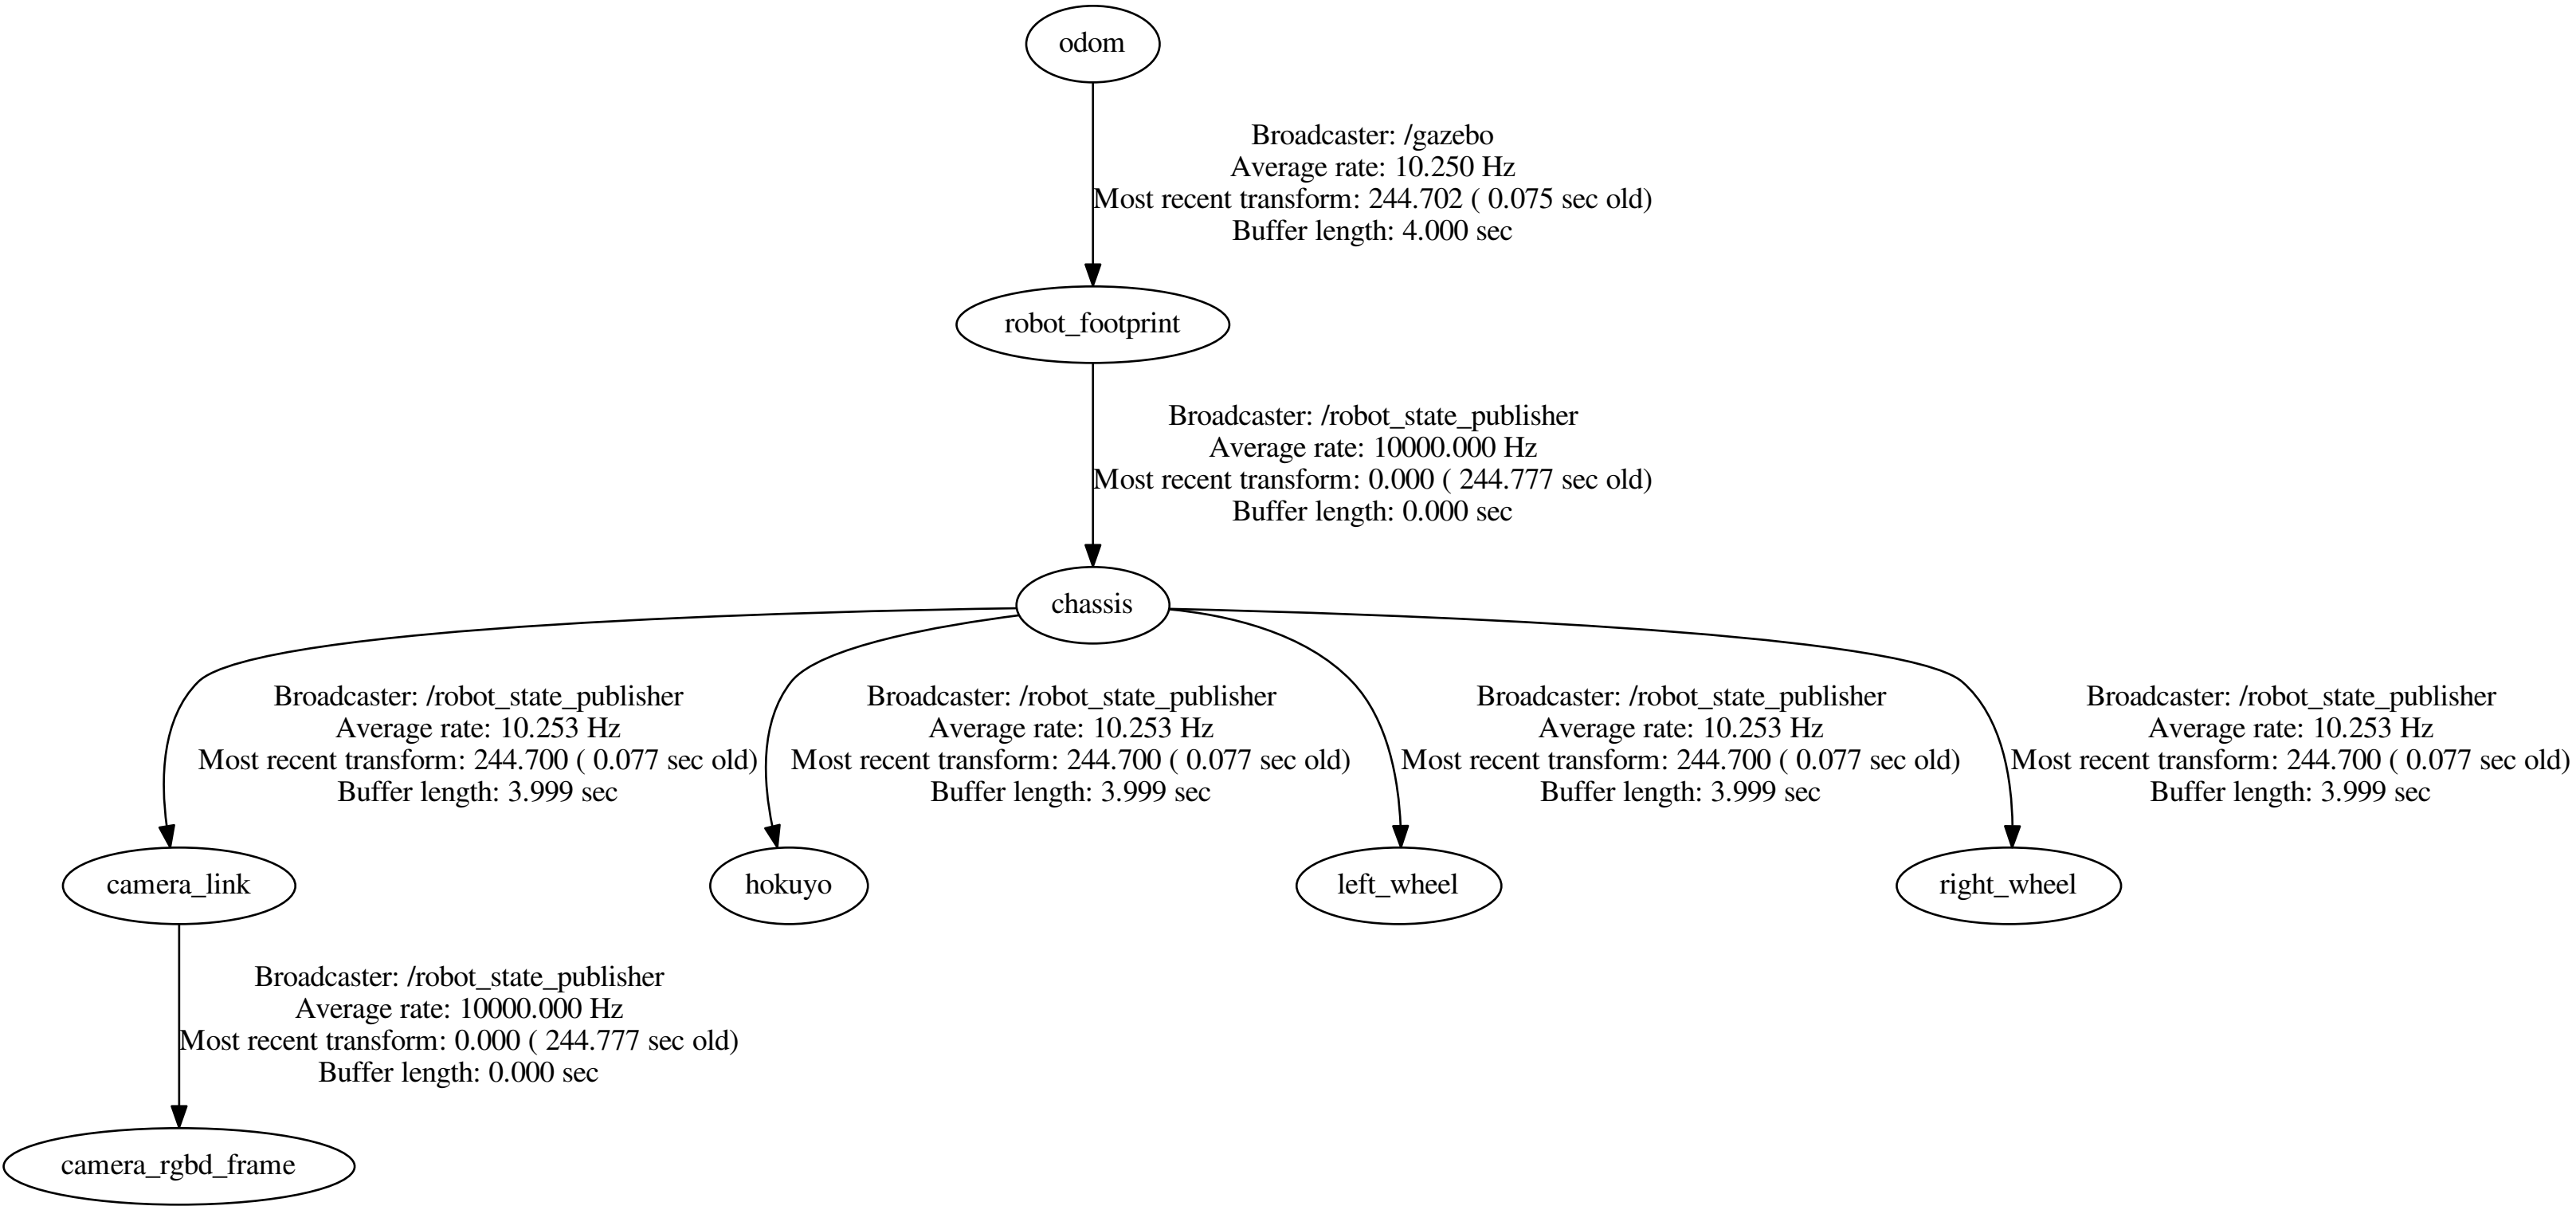 odom
Broadcaster: /gazebo
Average rate: 10.250 Hz
Most recent transform: 244.702 ( 0.075 sec old)
Buffer length: 4.000 sec
robot_footprint
Broadcaster: /robot_state_publisher
Average rate: 10000.000 Hz
Most recent transform: 0.000 ( 244.777 sec old)
Buffer length: 0.000 sec
chassis
Broadcaster: /robot_state_publisher
Average rate: 10.253 Hz
Most recent transform: 244.700 ( 0.077 sec old)
Buffer length: 3.999 sec
Broadcaster: /robot_state_publisher
Average rate: 10.253 Hz
Most recent transform: 244.700 ( 0.077 sec old)
Buffer length: 3.999 sec
Broadcaster: /robot_state_publisher
Average rate: 10.253 Hz
Most recent transform: 244.700 ( 0.077 sec old)
Buffer length: 3.999 sec
Broadcaster: /robot_state_publisher
Average rate: 10.253 Hz
Most recent transform: 244.700 ( 0.077 sec old)
Buffer length: 3.999 sec
camera_link
hokuyo
left_wheel
right_wheel
Broadcaster: /robot_state_publisher
Average rate: 10000.000 Hz
Most recent transform: 0.000 ( 244.777 sec old)
Buffer length: 0.000 sec
camera_rgbd_frame